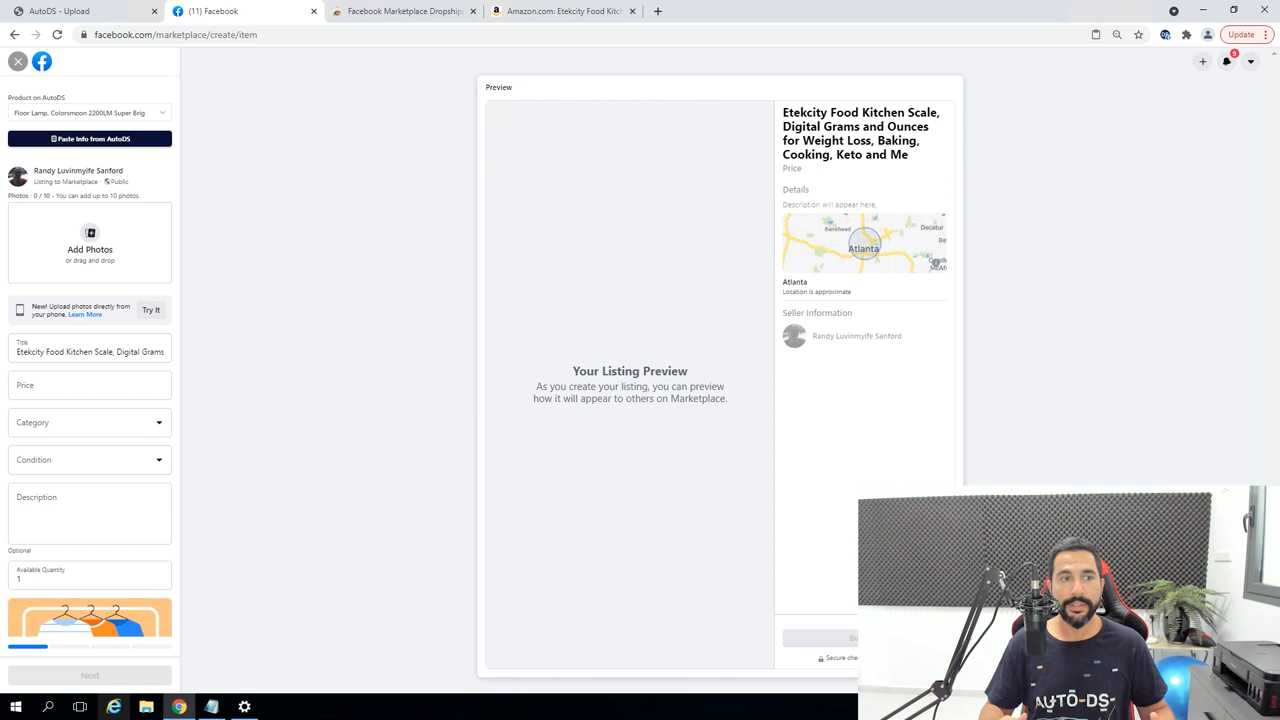 AutoDS - Upload
(11) Facebook
Facebook Marketplace Dropship
Amazon.com: Etekcity Food Kitch
facebook.com/marketplace/create/item
Update
9
Product on AutoDS
Floor Lamp, Colorsmoon 2200LM Super Brig
Paste Info from AutoDS
Randy Luvinmyife Sanford
Listing to Marketplace · Public
Photos · 0 / 10 - You can add up to 10 photos.
Add Photos
or drag and drop
New! Upload photos directly from
your phone. Learn More
Try It
Title
Etekcity Food Kitchen Scale, Digital Grams
Price
Category
Condition
Description
Optional
Available Quantity
1
Next
Preview
Your Listing Preview
As you create your listing, you can preview
how it will appear to others on Marketplace.
Etekcity Food Kitchen Scale,
Digital Grams and Ounces
for Weight Loss, Baking,
Cooking, Keto and Me
Price
Details
Description will appear here.
Bankhead
Decatur
Be
Atlanta
Atlanta
Location is approximate
Seller Information
Randy Luvinmyife Sanford
Bu
Secure che
AUTO-DS